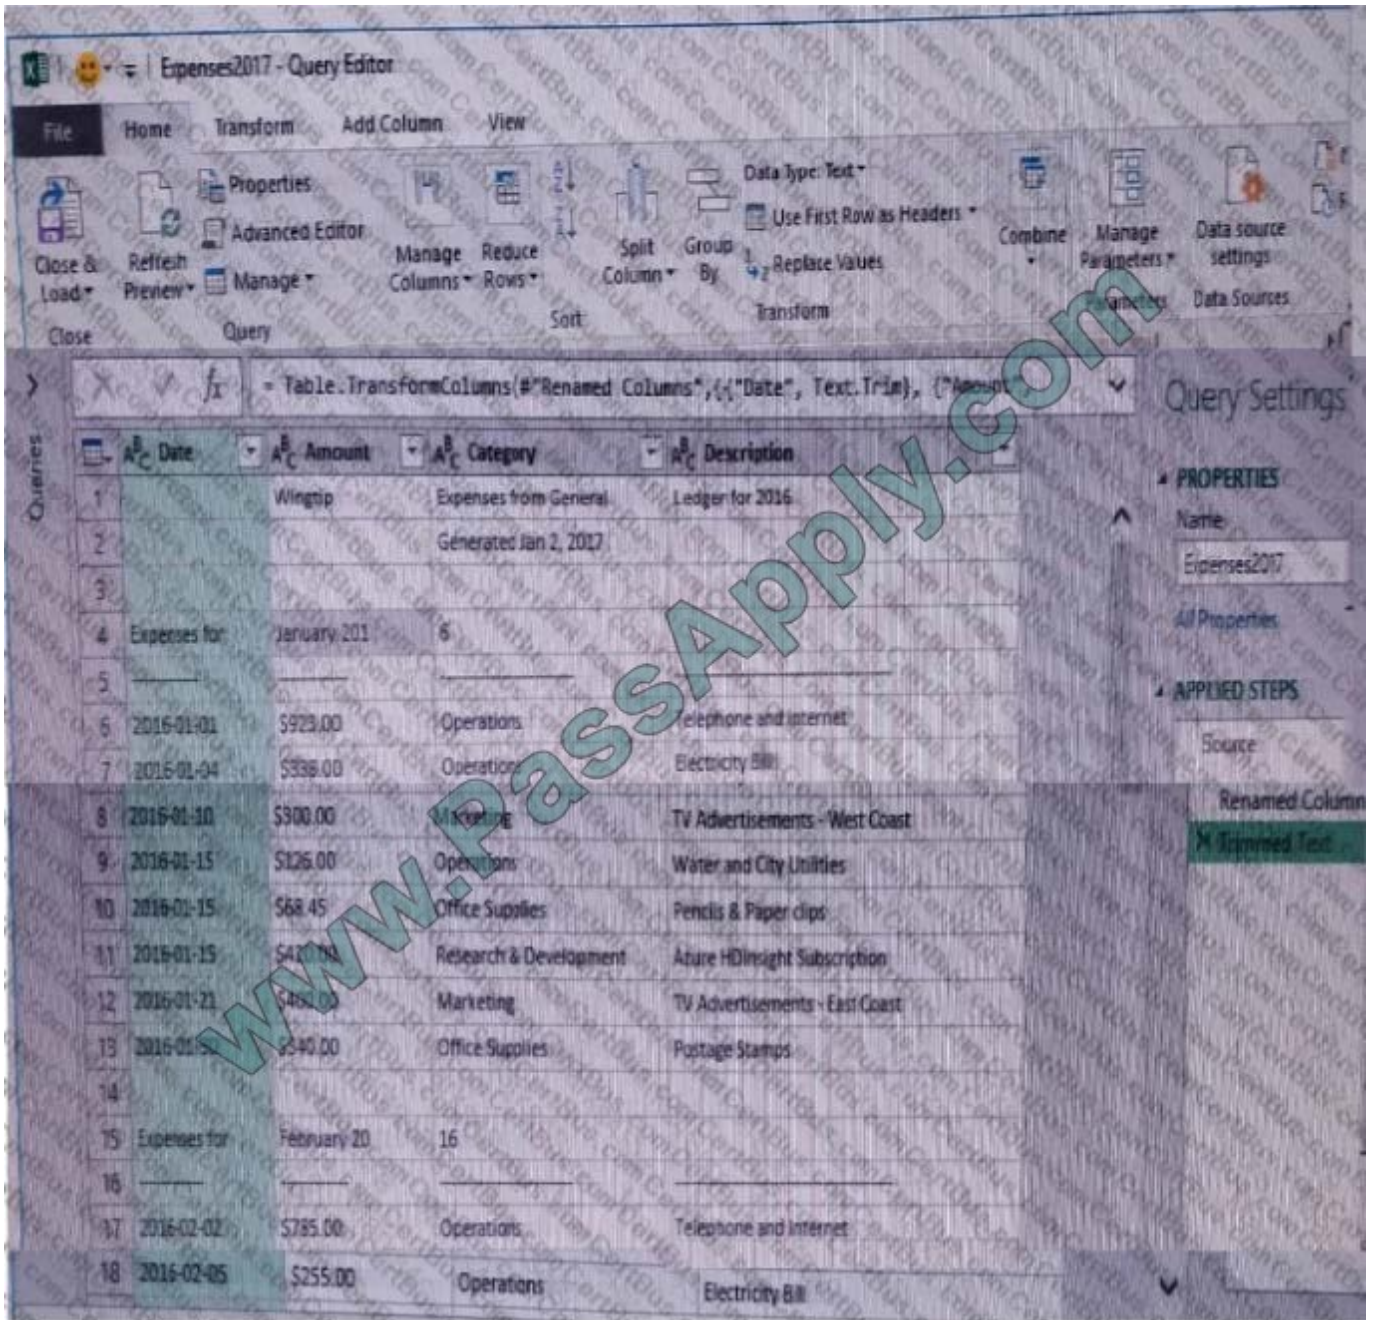 Expenses2017 - Query Editor
File Home Transform Add Column View
Close & Load
Refresh Preview
Properties
Advanced Editor
Manage
Manage Columns
Reduce Rows
Split Column
Group By
Data Type: Text
Use First Row as Headers
Replace Values
Combine
Manage Parameters
Data source settings
Close Query Sort Transform Parameters Data Sources
= Table.TransformColumns(#"Renamed Columns",{{"Date", Text.Trim}, {"Amount",
Queries
Date Amount Category Description
1 Wingtip Expenses from General Ledger for 2016
2 Generated Jan 2, 2017
3
4 Expenses for January 201 6
5
6 2016-01-01 $923.00 Operations Telephone and Internet
7 2016-01-04 $338.00 Operations Electricity Bill
8 2016-01-10 $300.00 Marketing TV Advertisements - West Coast
9 2016-01-15 $126.00 Operations Water and City Utilities
10 2016-01-15 $68.45 Office Supplies Pencils & Paper clips
11 2016-01-15 Research & Development Azure HDInsight Subscription
12 2016-01-21 Marketing TV Advertisements - East Coast
13 Office Supplies Postage Stamps
14
15 Expenses for February 20 16
16
17 2016-02-02 $785.00 Operations Telephone and Internet
18 2016-02-05 $255.00 Operations Electricity Bill
Query Settings
PROPERTIES
Name
Expenses2017
All Properties
APPLIED STEPS
Source
Renamed Column
Trimmed Text
www.PassApply.com